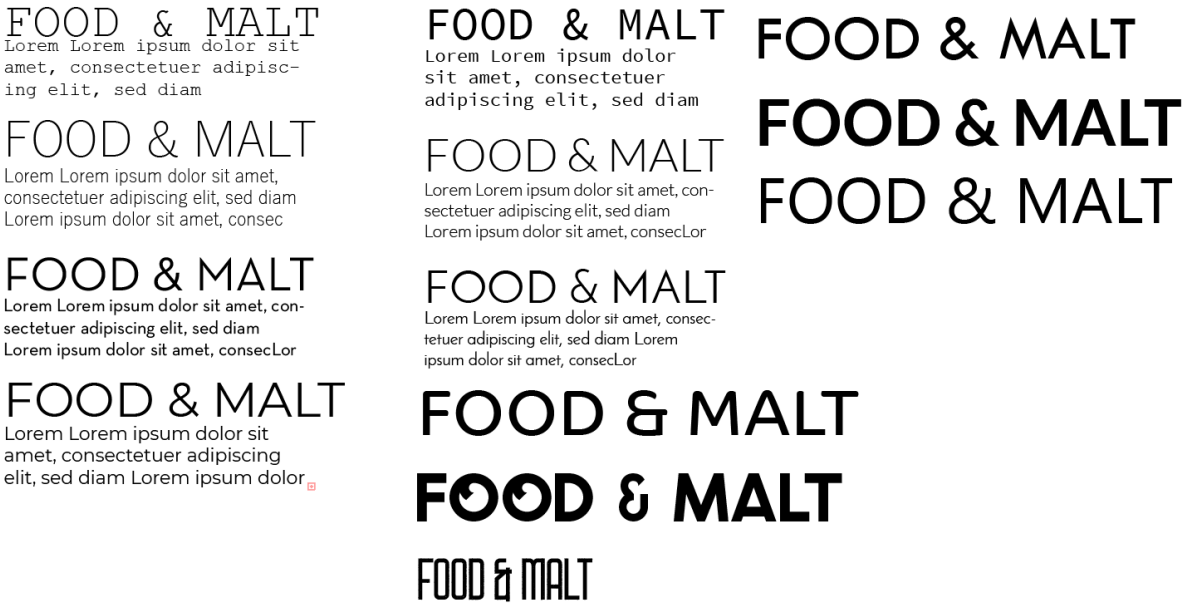 FOOD & MALT
Lorem Lorem ipsum dolor sit
amet, consectetuer adipisc-
ing elit, sed diam
FOOD & MALT
Lorem Lorem ipsum dolor sit amet,
consectetuer adipiscing elit, sed diam
Lorem ipsum dolor sit amet, consec
FOOD & MALT
Lorem Lorem ipsum dolor sit amet, con-
sectetuer adipiscing elit, sed diam
Lorem ipsum dolor sit amet, consecLor
FOOD & MALT
Lorem Lorem ipsum dolor sit
amet, consectetuer adipiscing
elit, sed diam Lorem ipsum dolor
FOOD & MALT
Lorem Lorem ipsum dolor
sit amet, consectetuer
adipiscing elit, sed diam
FOOD & MALT
Lorem Lorem ipsum dolor sit amet, con-
sectetuer adipiscing elit, sed diam
Lorem ipsum dolor sit amet, consecLor
FOOD & MALT
Lorem Lorem ipsum dolor sit amet, consec-
tetuer adipiscing elit, sed diam Lorem
ipsum dolor sit amet, consecLor
FOOD & MALT
FOOD & MALT
FOOD & MALT
FOOD & MALT
FOOD & MALT
FOOD & MALT